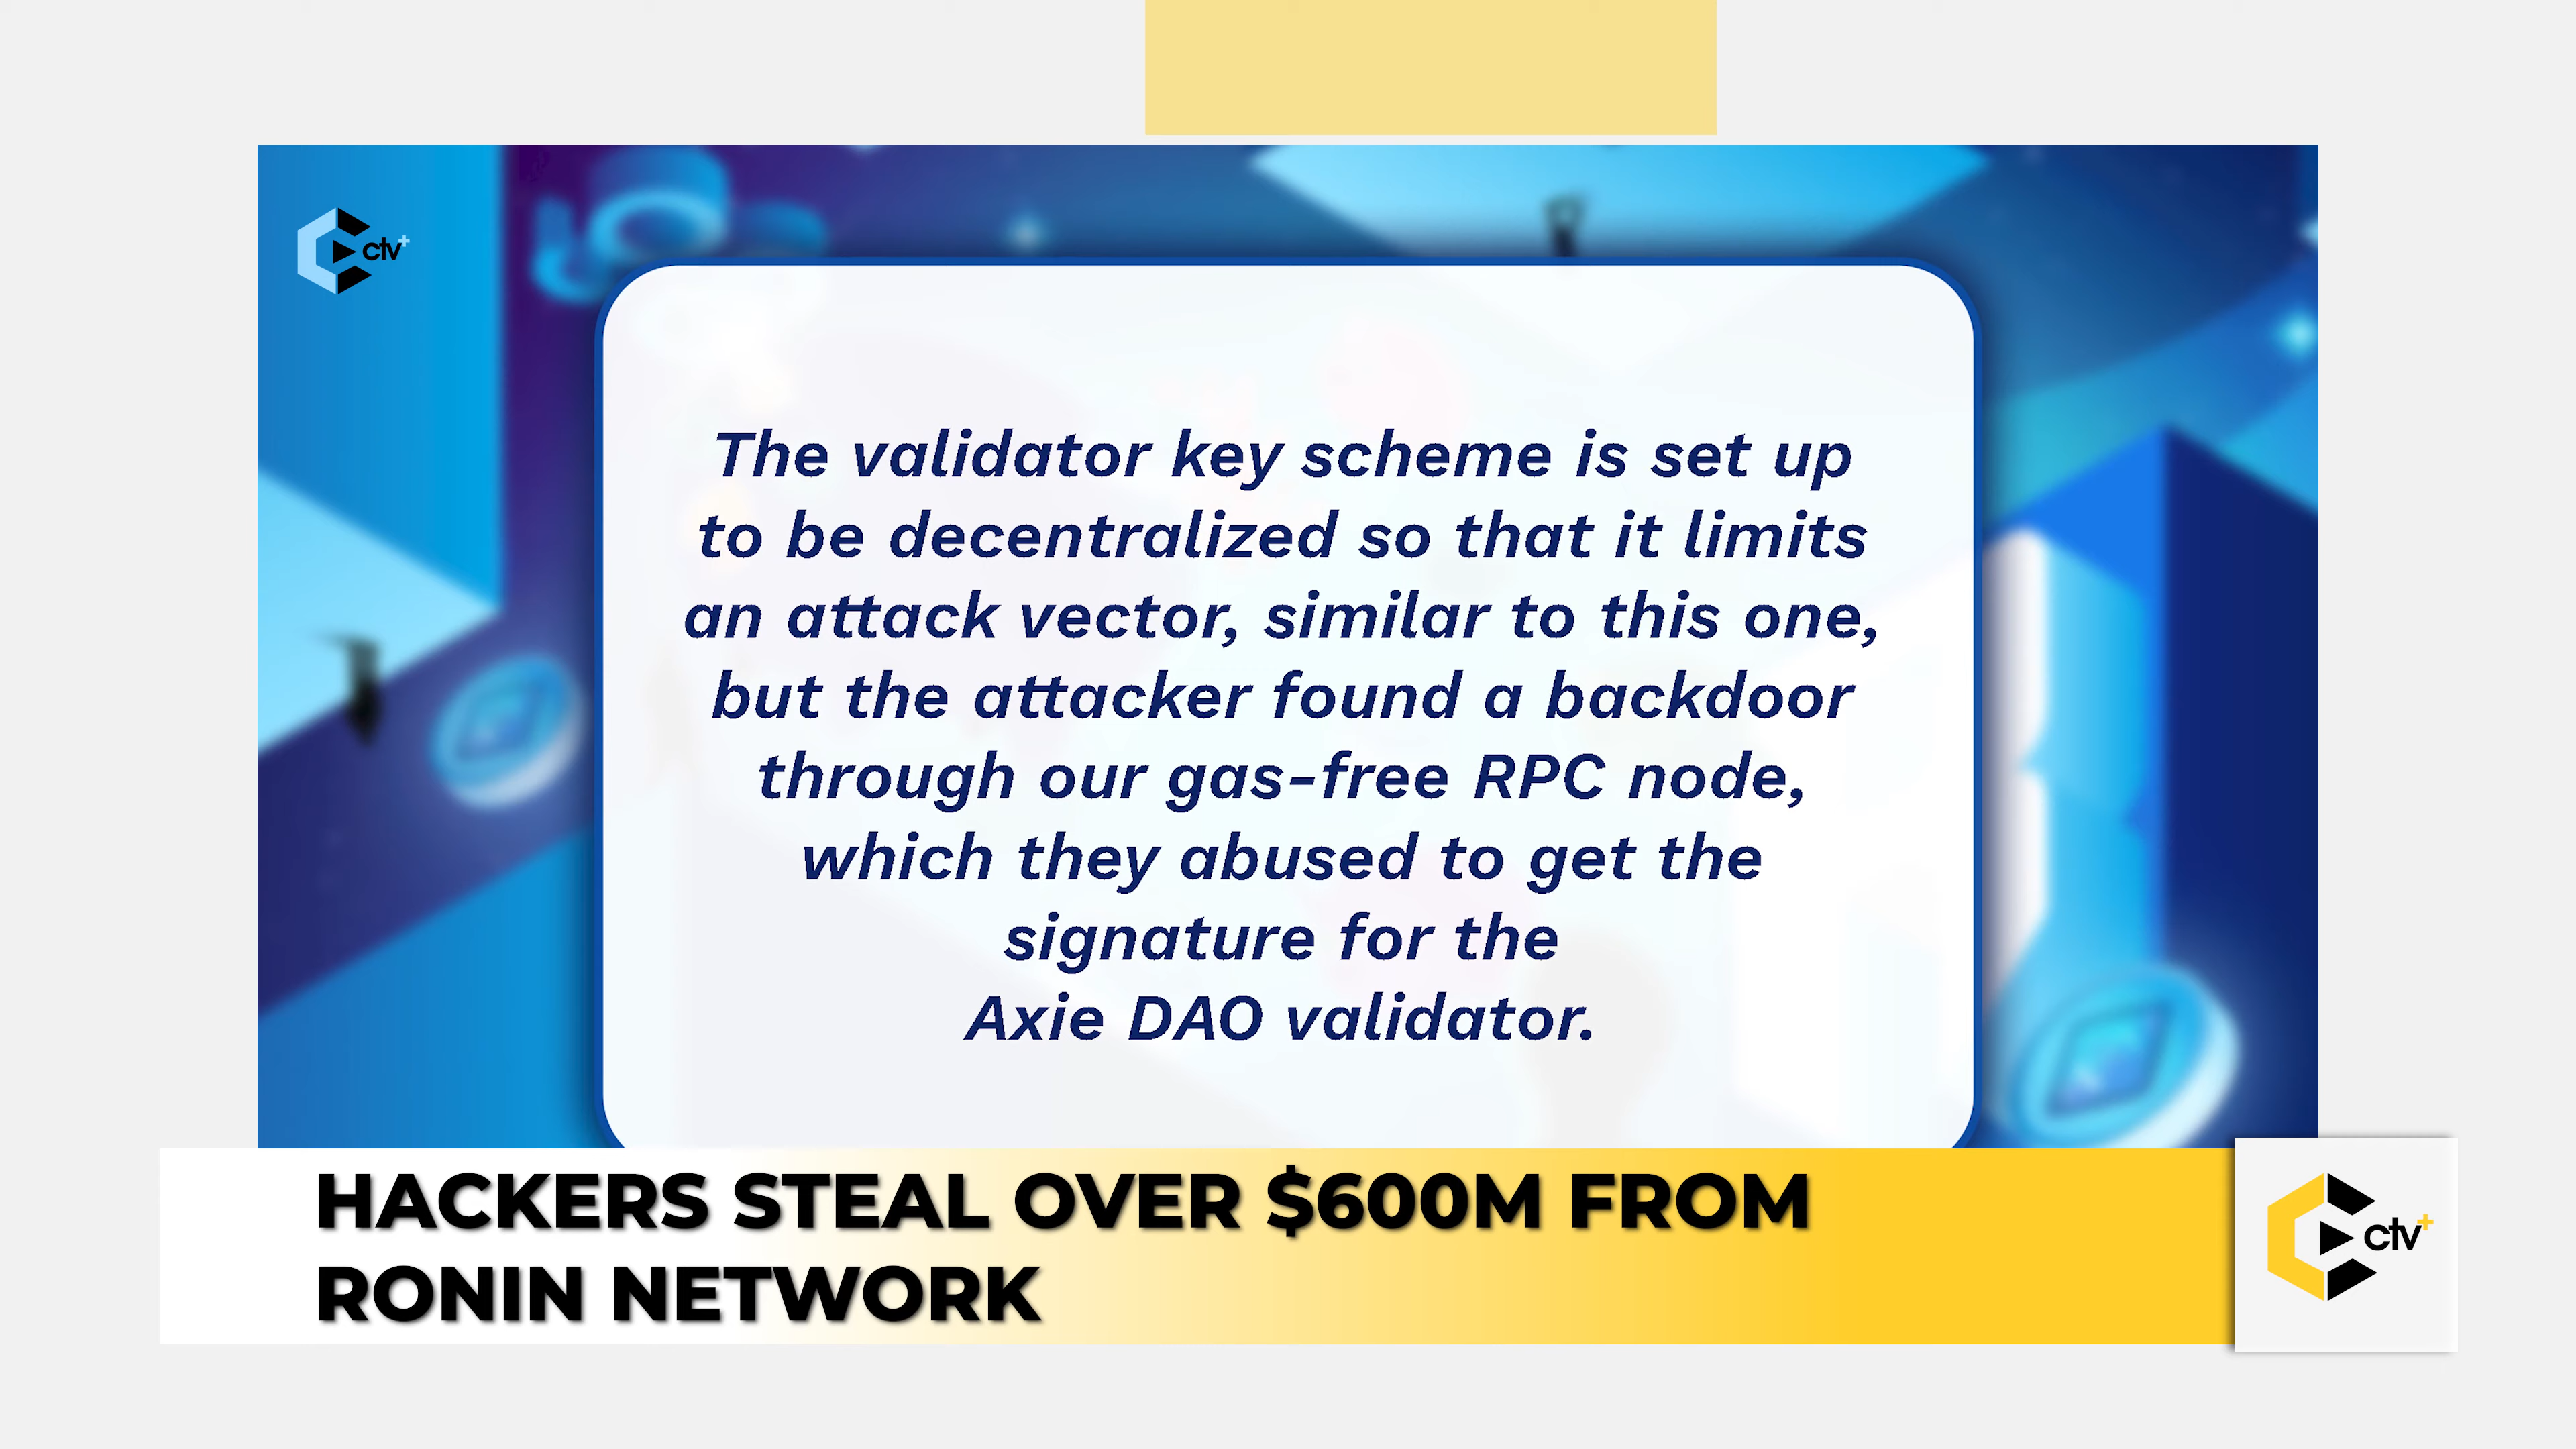 ctv+
The validator key scheme is set up
to be decentralized so that it limits
an attack vector, similar to this one,
but the attacker found a backdoor
through our gas-free RPC node,
which they abused to get the
signature for the
Axie DAO validator.
HACKERS STEAL OVER $600M FROM
RONIN NETWORK
ctv+